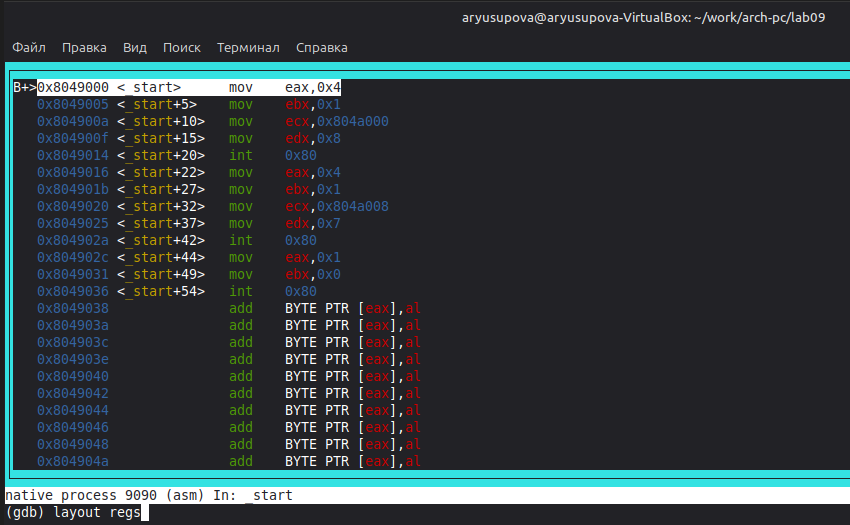 aryusupova@aryusupova-VirtualBox: ~/work/arch-pc/lab09
Файл Правка Вид Поиск Терминал Справка
B+>0x8049000 <_start> mov eax,0x4
0x8049005 <_start+5> mov ebx,0x1
0x804900a <_start+10> mov ecx,0x804a000
0x804900f <_start+15> mov edx,0x8
0x8049014 <_start+20> int 0x80
0x8049016 <_start+22> mov eax,0x4
0x804901b <_start+27> mov ebx,0x1
0x8049020 <_start+32> mov ecx,0x804a008
0x8049025 <_start+37> mov edx,0x7
0x804902a <_start+42> int 0x80
0x804902c <_start+44> mov eax,0x1
0x8049031 <_start+49> mov ebx,0x0
0x8049036 <_start+54> int 0x80
0x8049038 add BYTE PTR [eax],al
0x804903a add BYTE PTR [eax],al
0x804903c add BYTE PTR [eax],al
0x804903e add BYTE PTR [eax],al
0x8049040 add BYTE PTR [eax],al
0x8049042 add BYTE PTR [eax],al
0x8049044 add BYTE PTR [eax],al
0x8049046 add BYTE PTR [eax],al
0x8049048 add BYTE PTR [eax],al
0x804904a add BYTE PTR [eax],al
native process 9090 (asm) In: _start
(gdb) layout regs